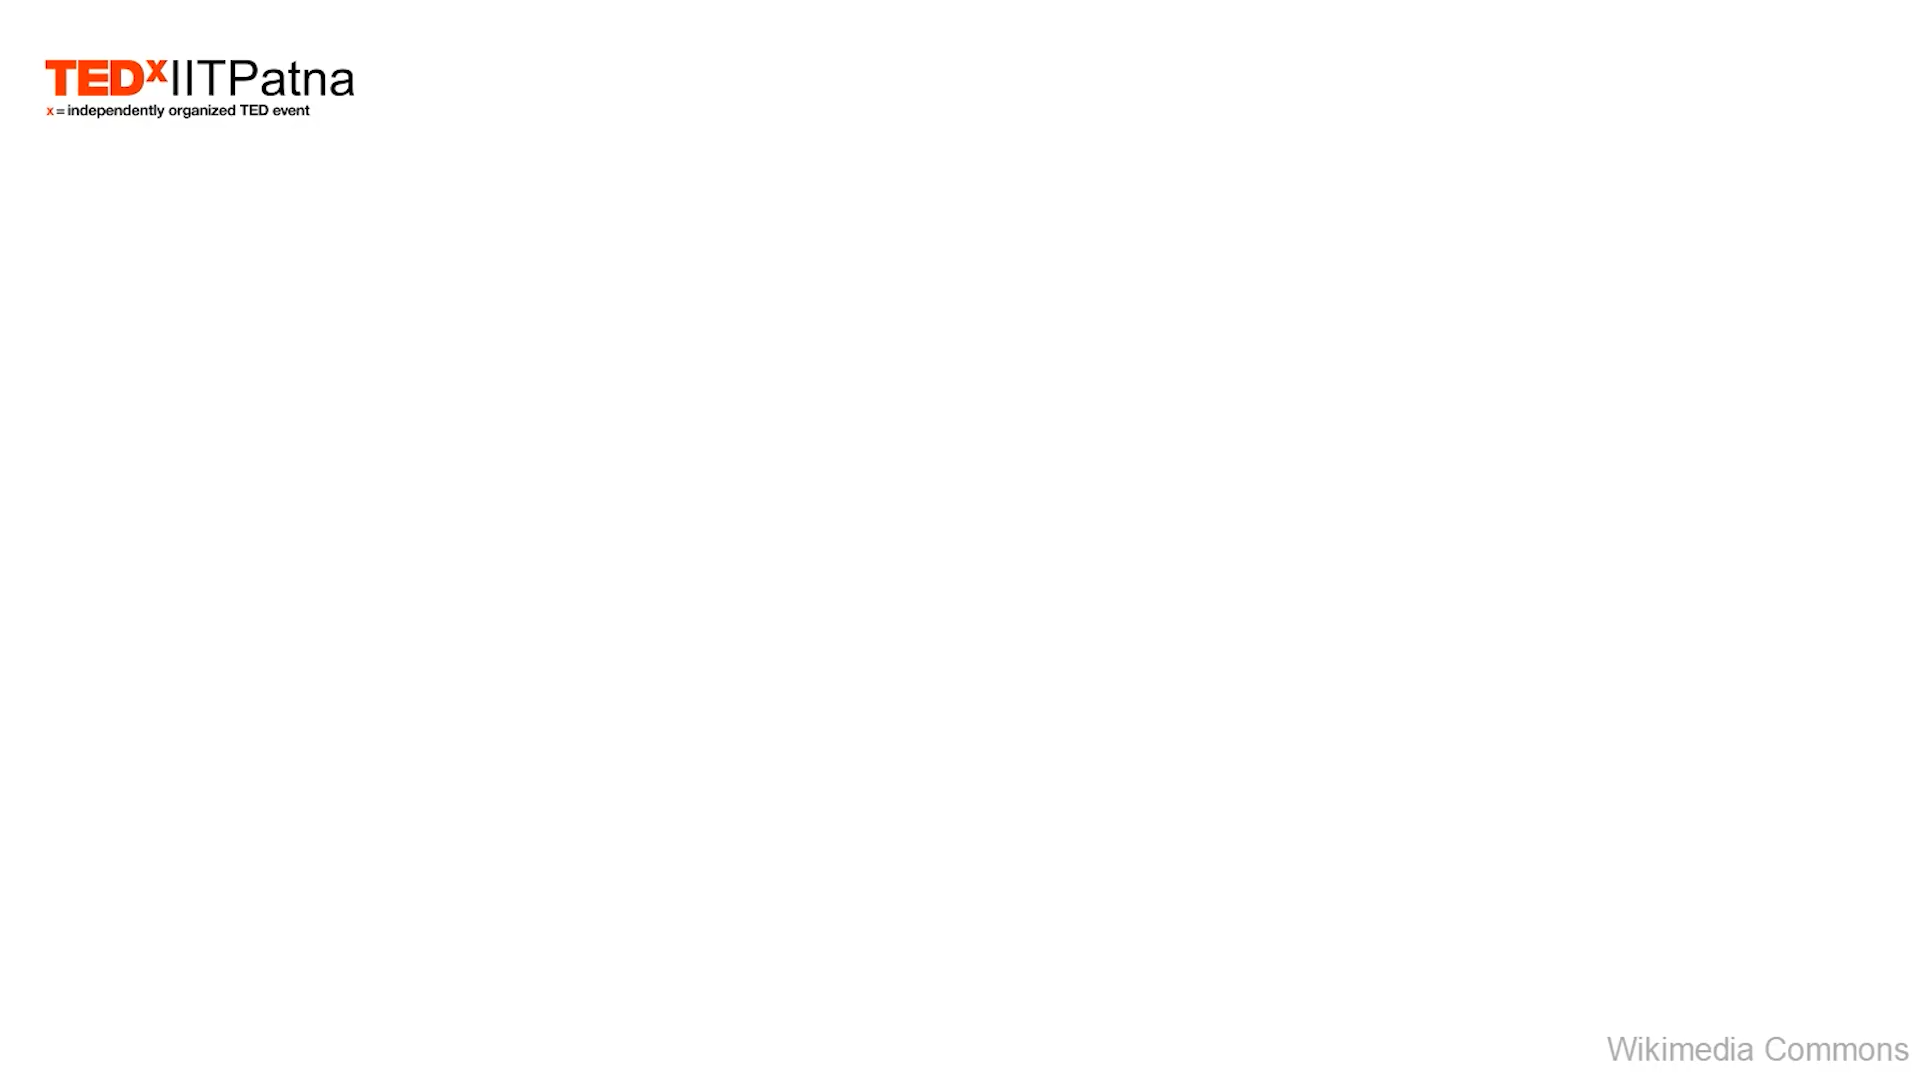 TEDxIITPatna
x = independently organized TED event
Wikimedia Commons